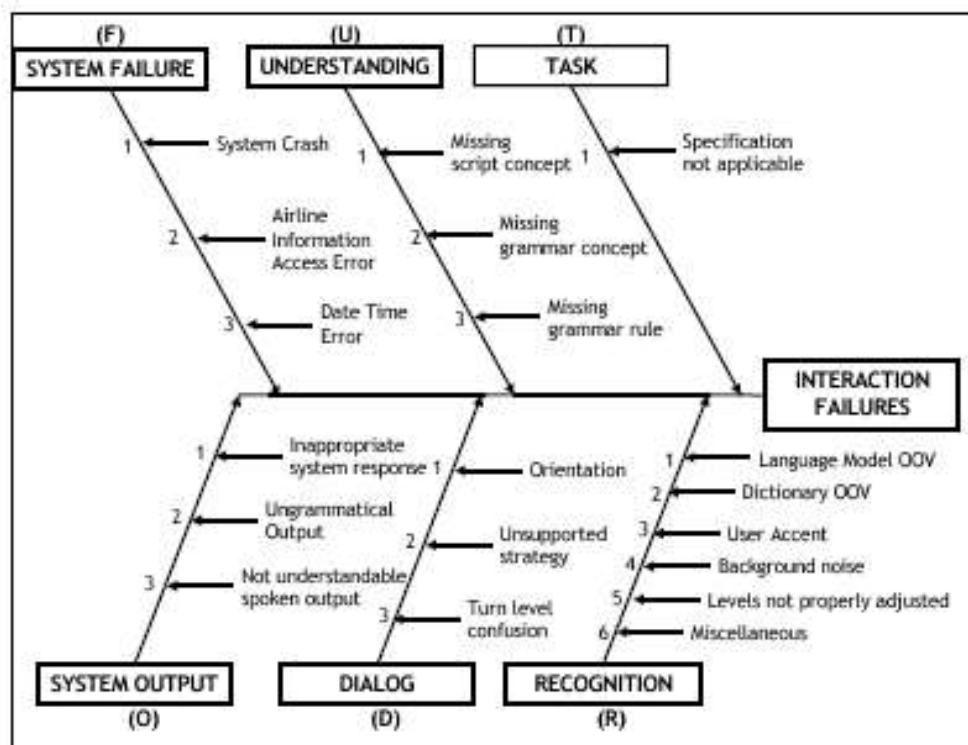 (F)
SYSTEM FAILURE
1
System Crash
2
Airline
Information
Access Error
3
Date Time
Error
(U)
UNDERSTANDING
1
Missing
script concept
2
Missing
grammar concept
3
Missing
grammar rule
(T)
TASK
1
Specification
not applicable
INTERACTION
FAILURES
1
Inappropriate
system response
2
Ungrammatical
Output
3
Not understandable
spoken output
SYSTEM OUTPUT
(O)
1
Orientation
2
Unsupported
strategy
3
Turn level
confusion
DIALOG
(D)
1
Language Model OOV
2
Dictionary OOV
3
User Accent
4
Background noise
5
Levels not properly adjusted
6
Miscellaneous
RECOGNITION
(R)